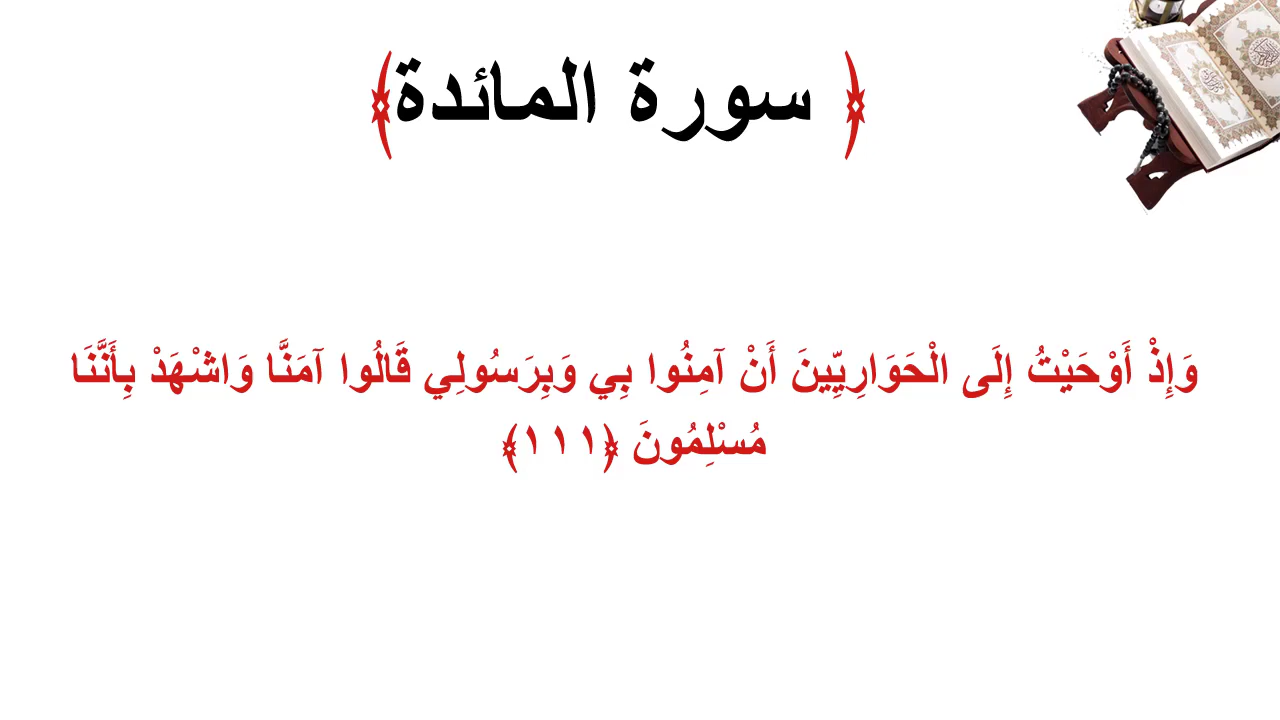 ﴿ سورة المائدة﴾
وَإِذْ أَوْحَيْتُ إِلَى الْحَوَارِيِّينَ أَنْ آمِنُوا بِي وَبِرَسُولِي قَالُوا آمَنَّا وَاشْهَدْ بِأَنَّنَا
مُسْلِمُونَ ﴿١١١﴾